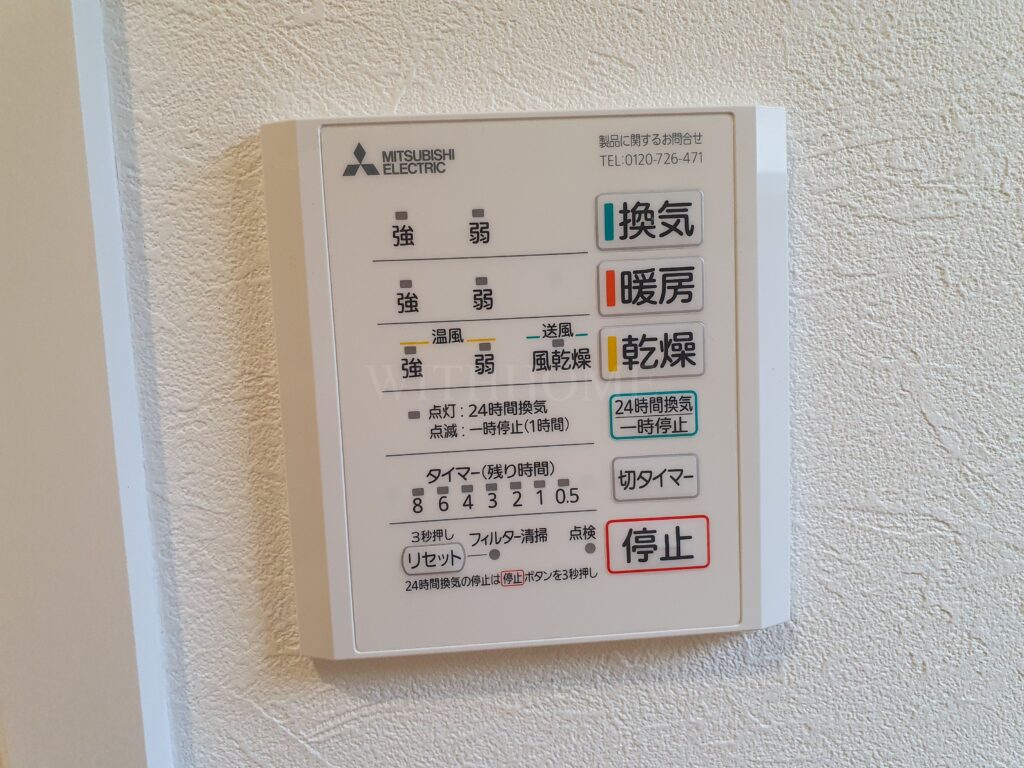 MITSUBISHI
ELECTRIC
製品に関するお問合せ
TEL:0120-726-471
強 弱 換気
強 弱 暖房
温風 送風
強 弱 風乾燥 乾燥
WITHHOME
点灯:24時間換気
点滅:一時停止(1時間)
24時間換気
一時停止
タイマー(残り時間)
8 6 4 3 2 1 0.5
切タイマー
3秒押し
リセット フィルター清掃 点検
停止
24時間換気の停止は停止ボタンを3秒押し